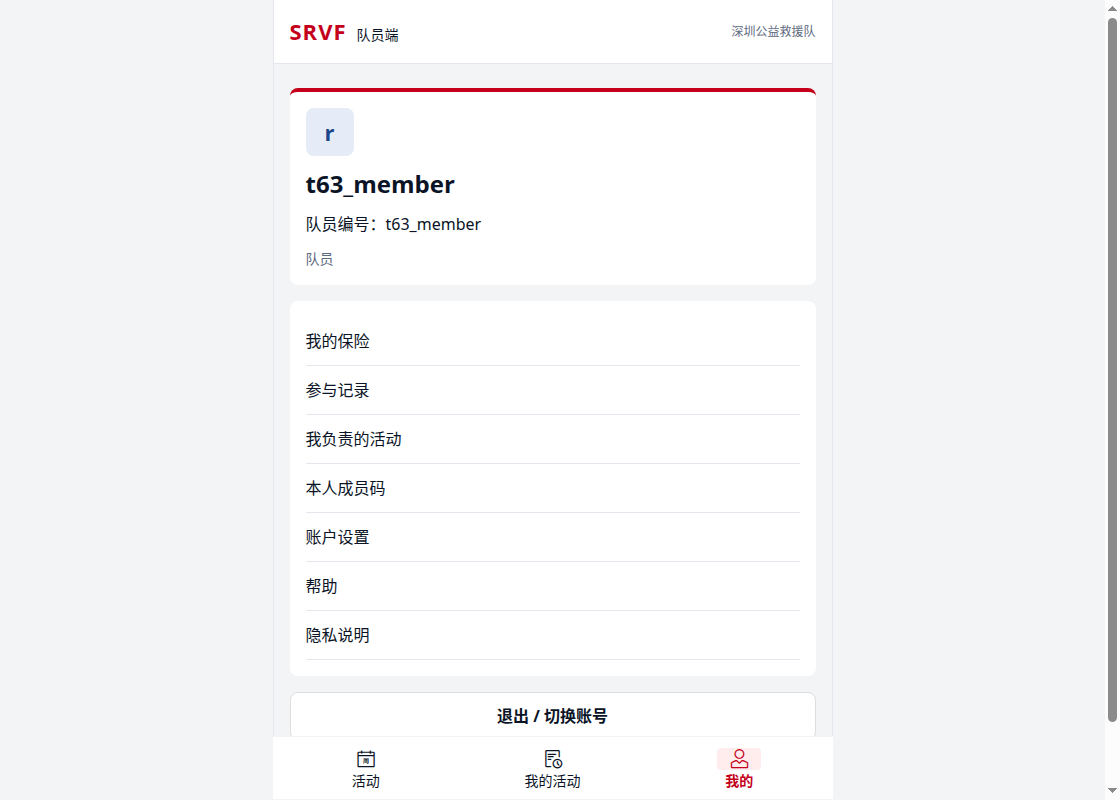 SRVF 队员端
深圳公益救援队
r
t63_member
队员编号：t63_member
队员
我的保险
参与记录
我负责的活动
本人成员码
账户设置
帮助
隐私说明
退出 / 切换账号
活动
我的活动
我的